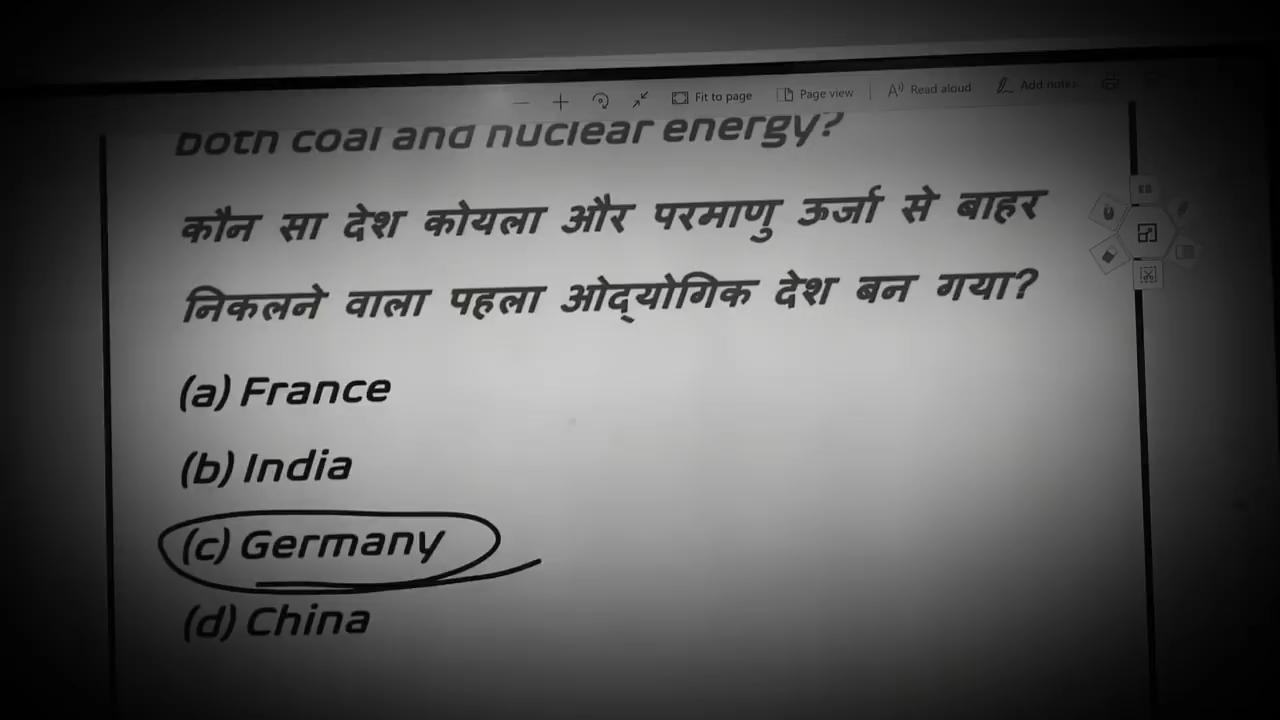 Fit to page Page view Read aloud Add notes
both coal and nuclear energy?
कौन सा देश कोयला और परमाणु ऊर्जा से बाहर
निकलने वाला पहला ओद्योगिक देश बन गया?
(a) France
(b) India
(c) Germany
(d) China